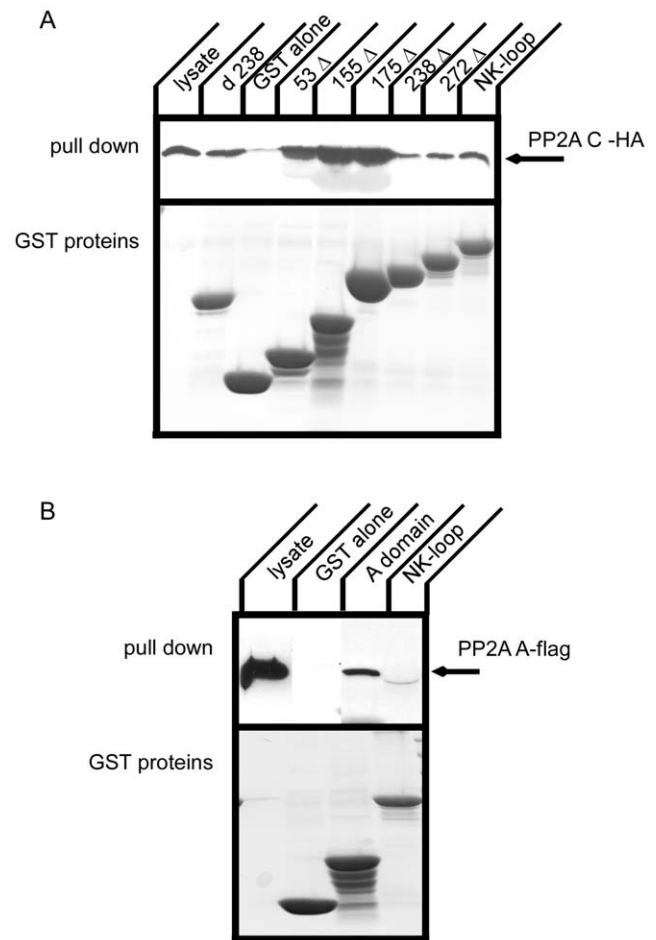 A
lysate
d 238
GST alone
53 Δ
155 Δ
175 Δ
238 Δ
272 Δ
NK-loop
pull down
PP2A C -HA
GST proteins
B
lysate
GST alone
A domain
NK-loop
pull down
PP2A A-flag
GST proteins